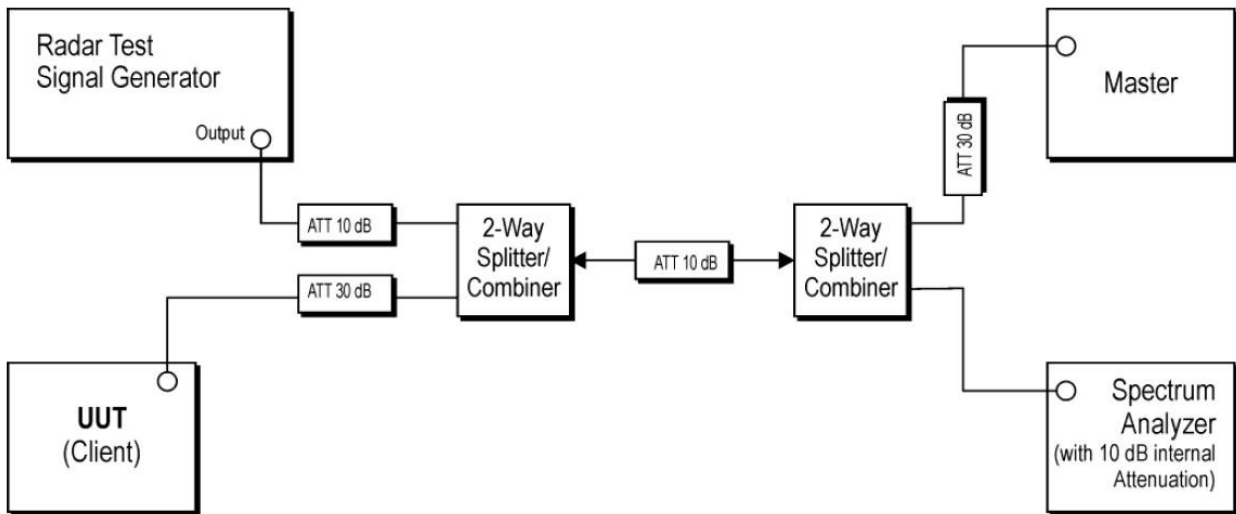 Radar Test
Signal Generator
Output
ATT 10 dB
ATT 30 dB
UUT
(Client)
2-Way
Splitter/
Combiner
ATT 10 dB
2-Way
Splitter/
Combiner
ATT 30 dB
Master
Spectrum
Analyzer
(with 10 dB internal
Attenuation)